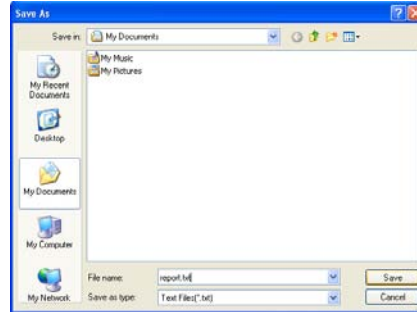 Save As
Save in: My Documents
My Music
My Pictures
My Recent
Documents
Desktop
My Documents
My Computer
File name: report.txt Save
My Network Save as type: Text Files(*.txt) Cancel